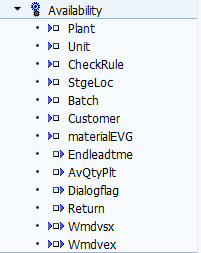 Availability
Plant
Unit
CheckRule
StgeLoc
Batch
Customer
materialEVG
Endleadtme
AvQtyPlt
Dialogflag
Return
Wmdvsx
Wmdvex